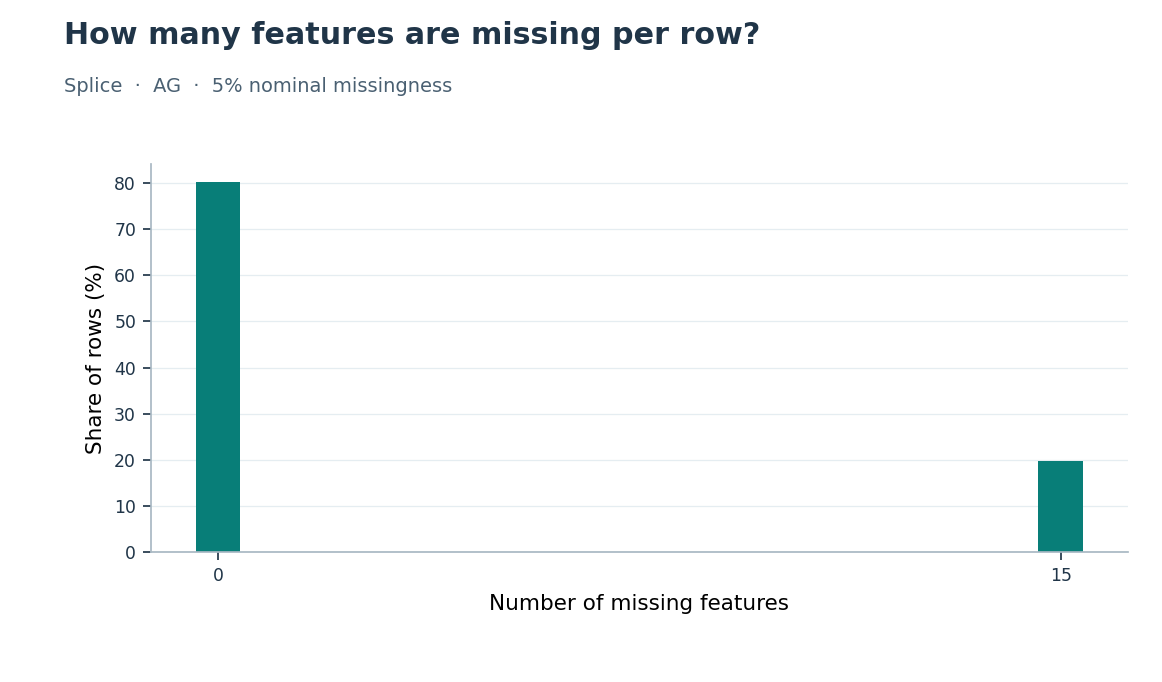 How many features are missing per row?
Splice · AG · 5% nominal missingness
Share of rows (%)
80
70
60
50
40
30
20
10
0
0 15
Number of missing features